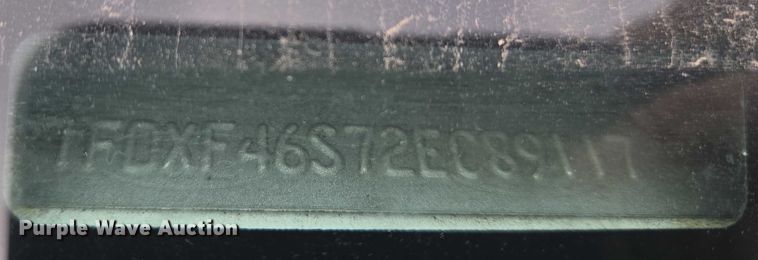 1FDXF46S72EC89117
Purple Wave Auction